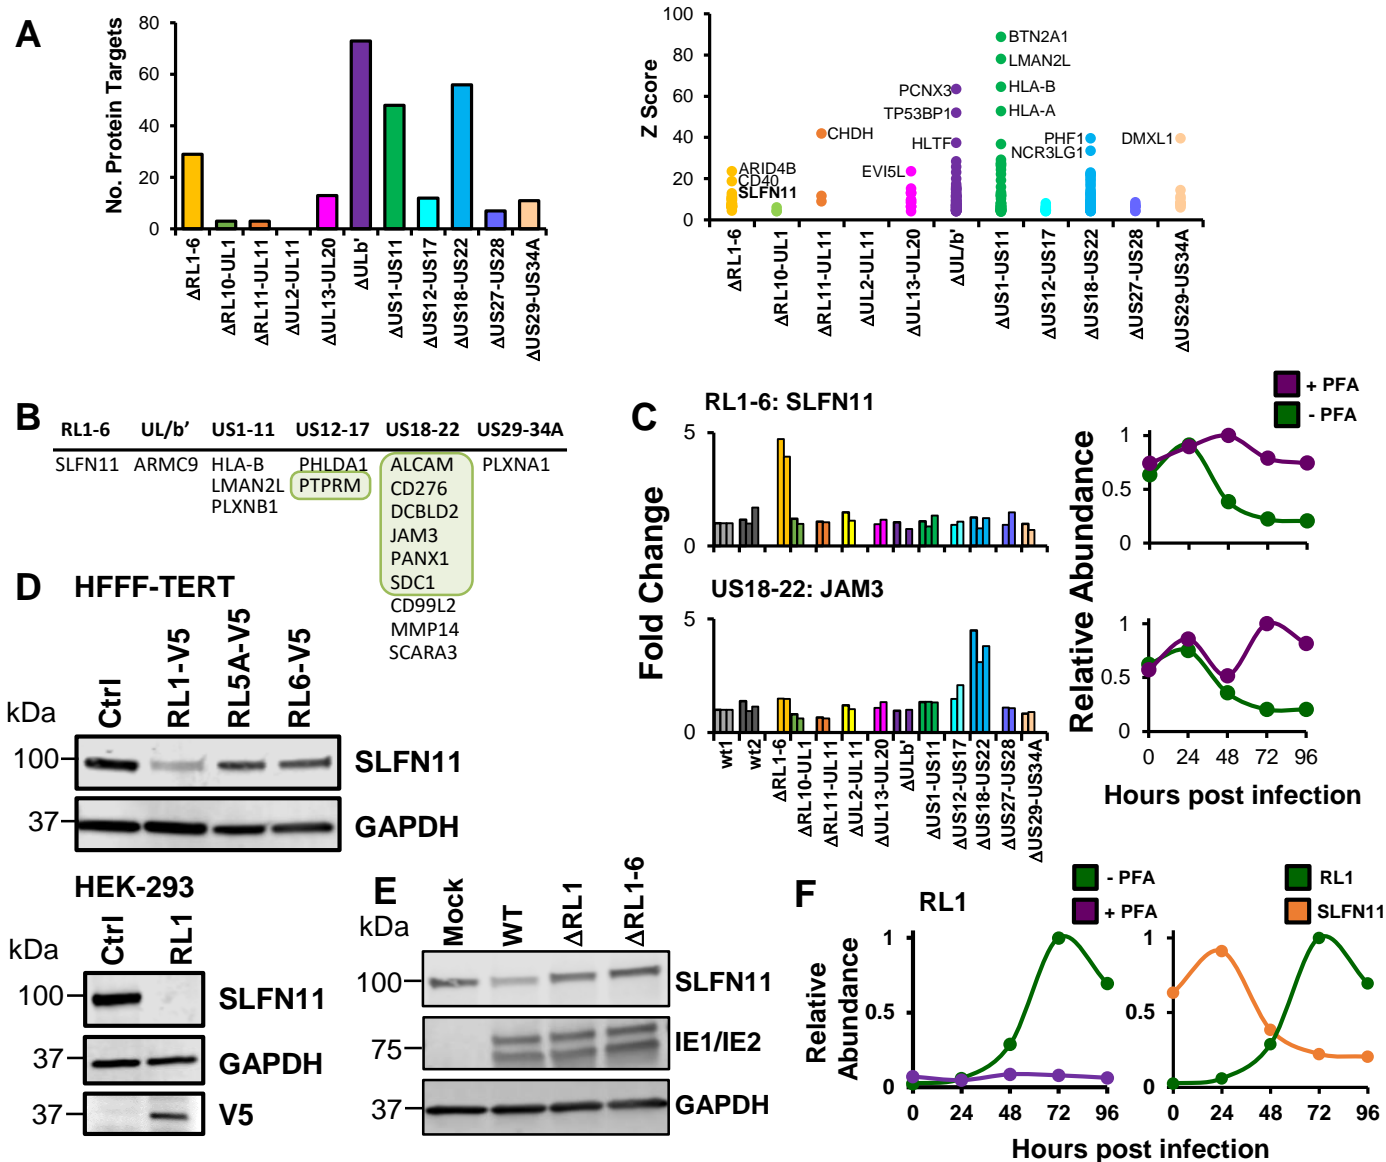 A
No. Protein Targets
80
60
40
20
0
ΔRL1-6
ΔRL10-UL1
ΔRL11-UL11
ΔUL2-UL11
ΔUL13-UL20
ΔULb'
ΔUS1-US11
ΔUS12-US17
ΔUS18-US22
ΔUS27-US28
ΔUS29-US34A
Z Score
100
80
60
40
20
0
ARID4B
CD40
SLFN11
CHDH
EVI5L
PCNX3
TP53BP1
HLTF
BTN2A1
LMAN2L
HLA-B
HLA-A
PHF1
NCR3LG1
DMXL1
ΔRL1-6
ΔRL10-UL1
ΔRL11-UL11
ΔUL2-UL11
ΔUL13-UL20
ΔUL/b'
ΔUS1-US11
ΔUS12-US17
ΔUS18-US22
ΔUS27-US28
ΔUS29-US34A
B
RL1-6 UL/b’ US1-11 US12-17 US18-22 US29-34A
SLFN11 ARMC9 HLA-B PHLDA1 ALCAM PLXNA1
LMAN2L PTPRM CD276
PLXNB1 DCBLD2
JAM3
PANX1
SDC1
CD99L2
MMP14
SCARA3
C
RL1-6: SLFN11
5
0
US18-22: JAM3
5
0
Fold Change
wt1
wt2
ΔRL1-6
ΔRL10-UL1
ΔRL11-UL11
ΔUL2-UL11
ΔUL13-UL20
ΔULb'
ΔUS1-US11
ΔUS12-US17
ΔUS18-US22
ΔUS27-US28
ΔUS29-US34A
+ PFA
- PFA
1
0.5
0
1
0.5
0
Relative Abundance
0 24 48 72 96
Hours post infection
D
HFFF-TERT
kDa
Ctrl
RL1-V5
RL5A-V5
RL6-V5
100 SLFN11
37 GAPDH
HEK-293
kDa
Ctrl
RL1
100 SLFN11
37 GAPDH
37 V5
E
kDa
Mock
WT
ΔRL1
ΔRL1-6
100 SLFN11
75 IE1/IE2
37 GAPDH
F
RL1
- PFA
+ PFA
RL1
SLFN11
Relative
Abundance
1
0.5
0
0 24 48 72 96
1
0.5
0
0 24 48 72 96
Hours post infection